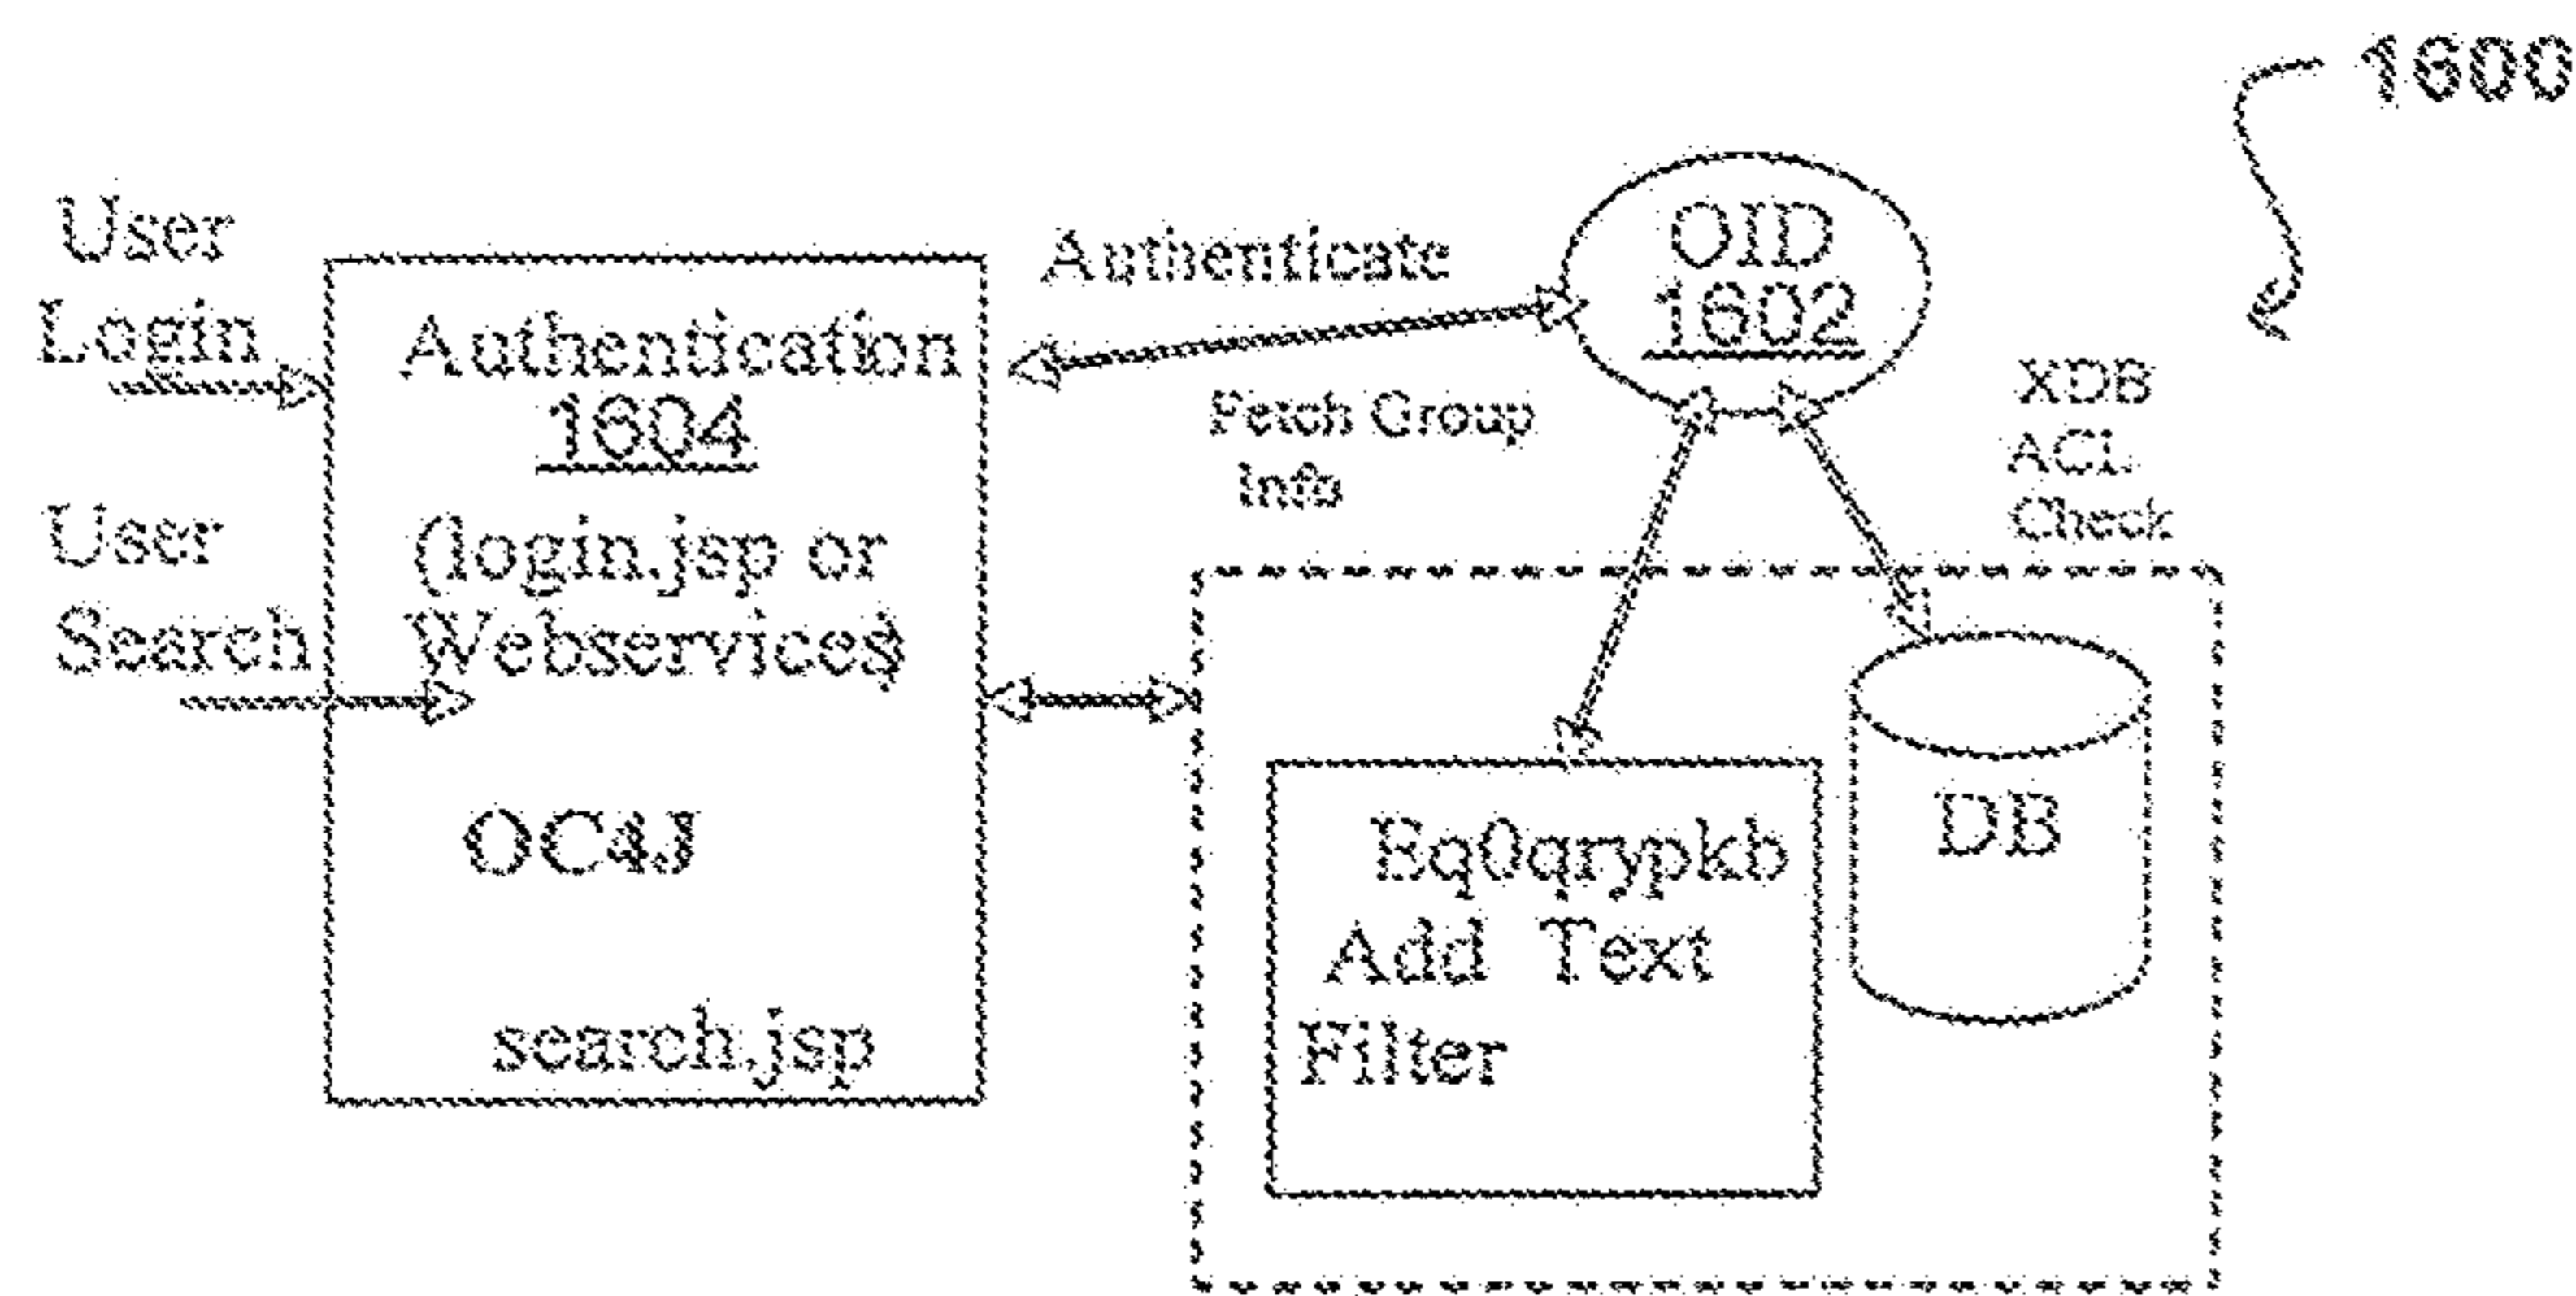 1600
User
Login
User
Search
Authentication
1604
(login.jsp or
Webservices)
OC4J
search.jsp
Authenticate
OID
1602
Fetch Group
Info
XDB
ACL
Check
Eq0qrypkb
Add Text
Filter
DB